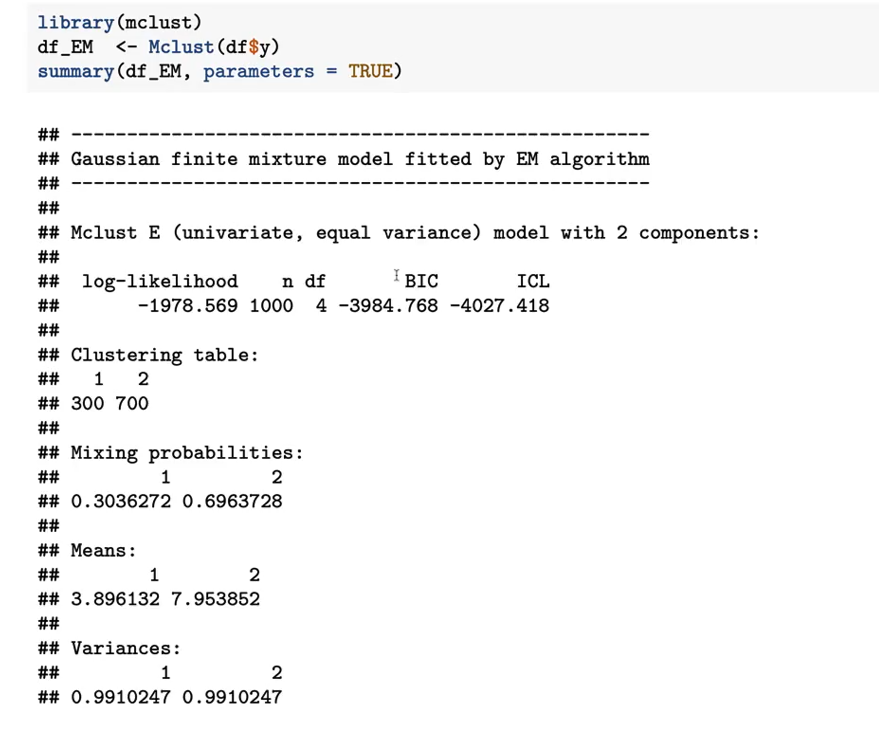 library(mclust)
df_EM  <- Mclust(df$y)
summary(df_EM, parameters = TRUE)
## ----------------------------------------------------
## Gaussian finite mixture model fitted by EM algorithm
## ----------------------------------------------------
##
## Mclust E (univariate, equal variance) model with 2 components:
##
##  log-likelihood    n df       BIC       ICL
##       -1978.569 1000  4 -3984.768 -4027.418
##
## Clustering table:
##   1   2
## 300 700
##
## Mixing probabilities:
##         1         2
## 0.3036272 0.6963728
##
## Means:
##        1        2
## 3.896132 7.953852
##
## Variances:
##         1         2
## 0.9910247 0.9910247